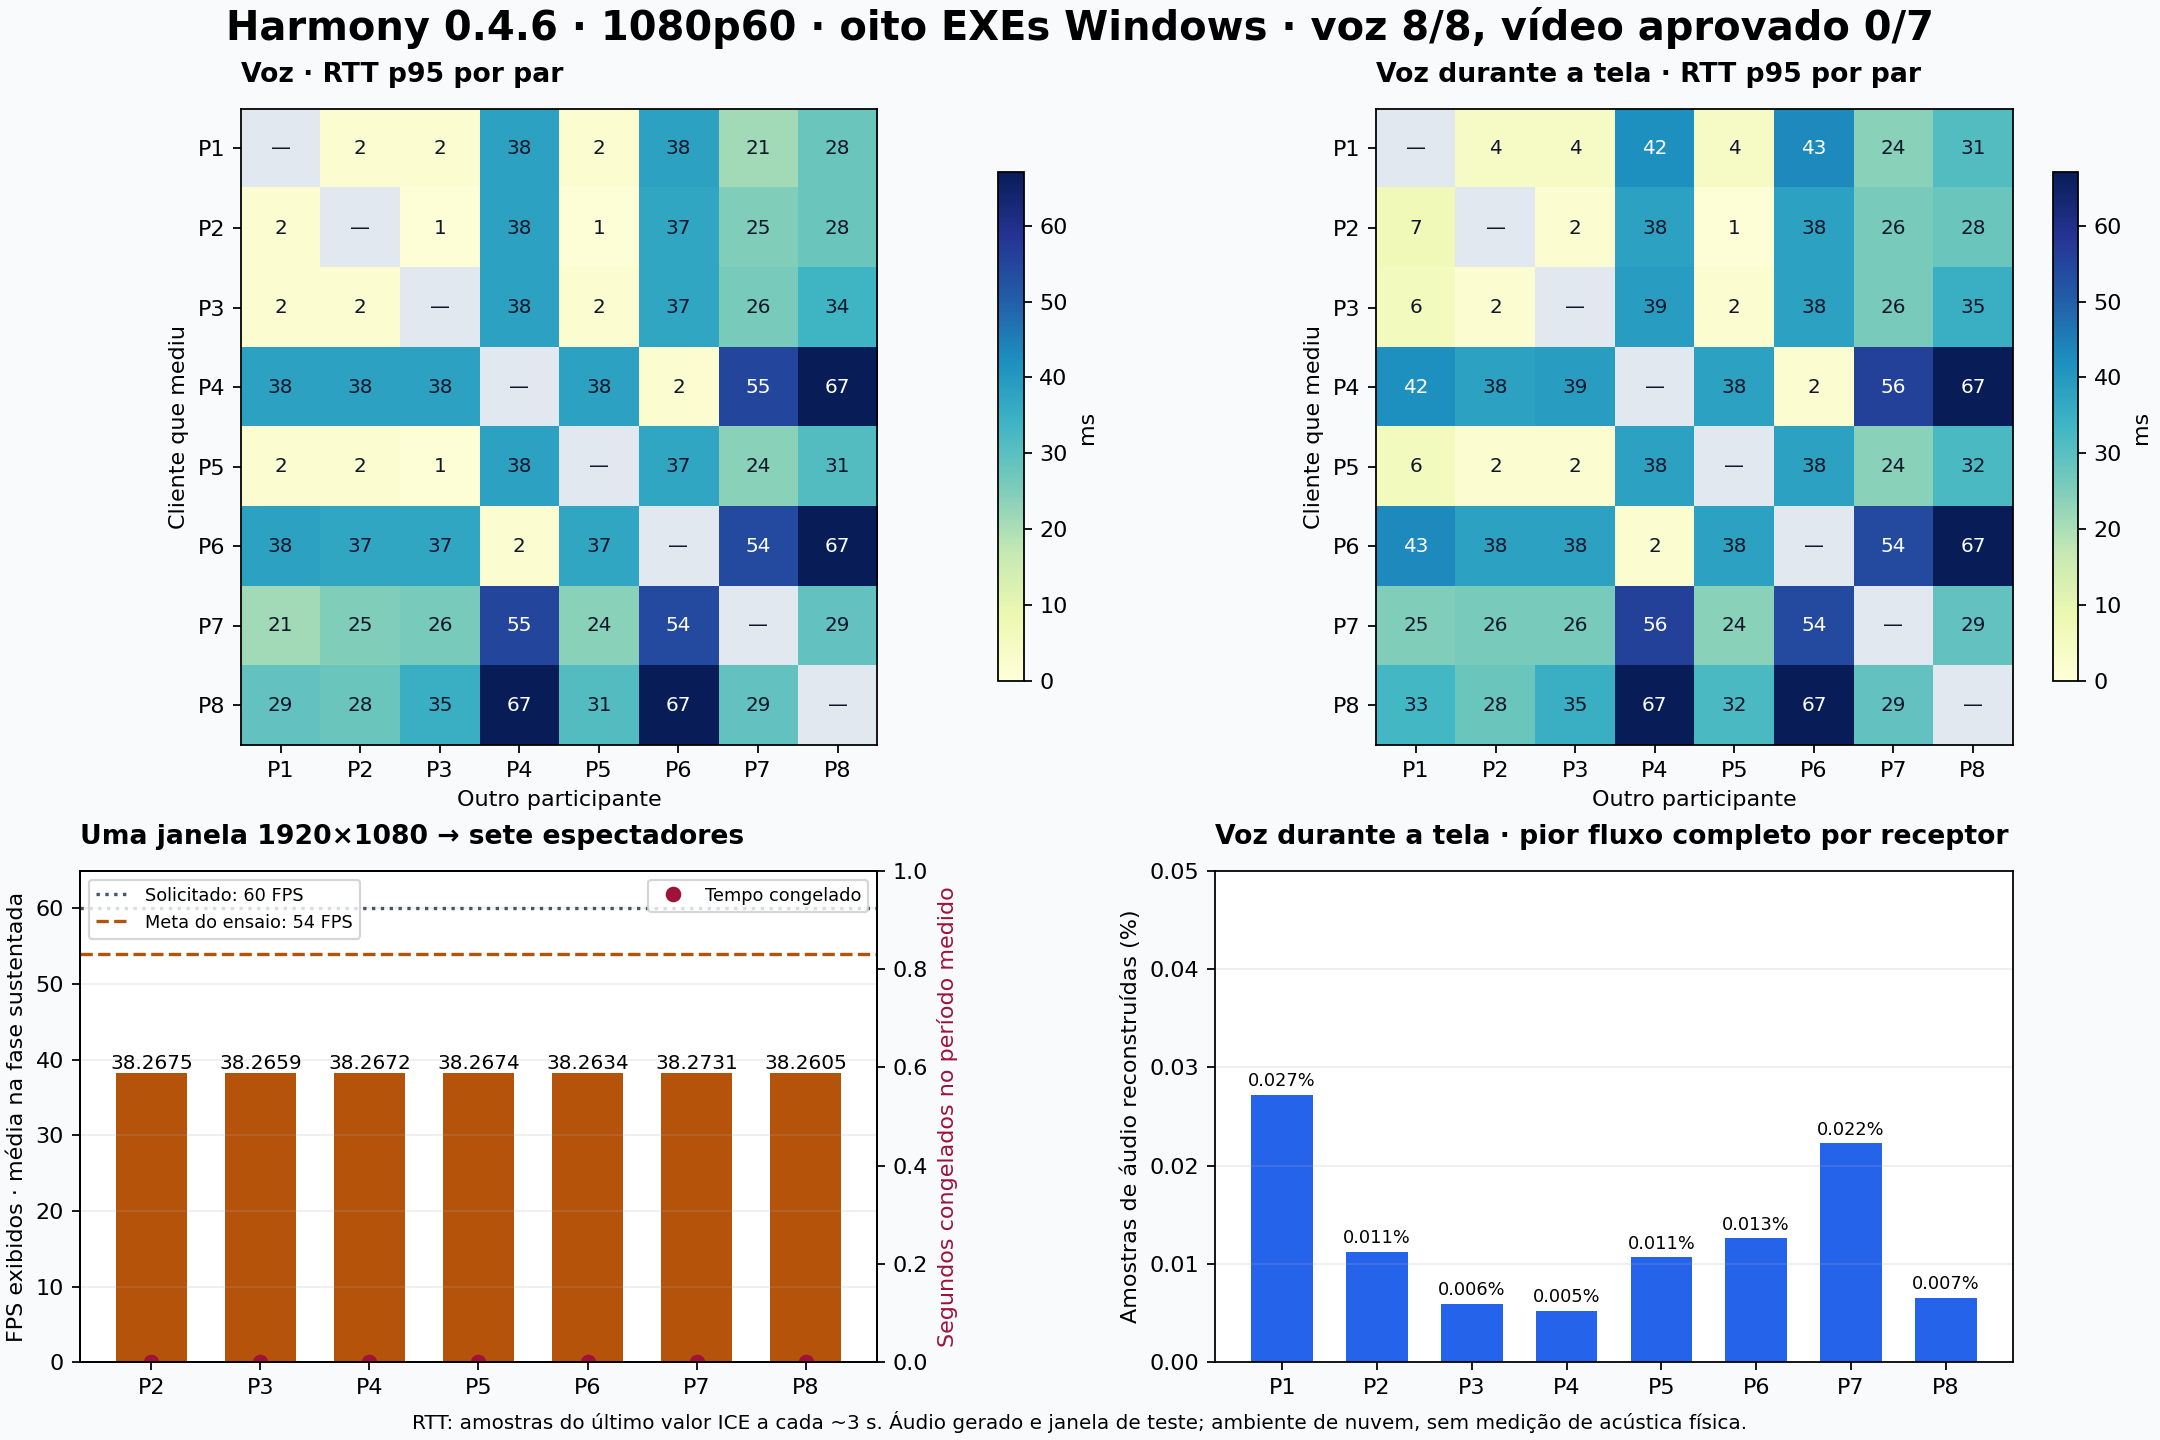 Harmony 0.4.6 · 1080p60 · oito EXEs Windows · voz 8/8, vídeo aprovado 0/7
Voz · RTT p95 por par
Cliente que mediu
P1 — 2 2 38 2 38 21 28
P2 2 — 1 38 1 37 25 28
P3 2 2 — 38 2 37 26 34
P4 38 38 38 — 38 2 55 67
P5 2 2 1 38 — 37 24 31
P6 38 37 37 2 37 — 54 67
P7 21 25 26 55 24 54 — 29
P8 29 28 35 67 31 67 29 —
P1 P2 P3 P4 P5 P6 P7 P8
Outro participante
60
50
40
30
20
10
0
ms
Voz durante a tela · RTT p95 por par
Cliente que mediu
P1 — 4 4 42 4 43 24 31
P2 7 — 2 38 1 38 26 28
P3 6 2 — 39 2 38 26 35
P4 42 38 39 — 38 2 56 67
P5 6 2 2 38 — 38 24 32
P6 43 38 38 2 38 — 54 67
P7 25 26 26 56 24 54 — 29
P8 33 28 35 67 32 67 29 —
P1 P2 P3 P4 P5 P6 P7 P8
Outro participante
60
50
40
30
20
10
0
ms
Uma janela 1920×1080 → sete espectadores
FPS exibidos · média na fase sustentada
60
50
40
30
20
10
0
Solicitado: 60 FPS
Meta do ensaio: 54 FPS
Tempo congelado
38.2675 38.2659 38.2672 38.2674 38.2634 38.2731 38.2605
P2 P3 P4 P5 P6 P7 P8
1.0
0.8
0.6
0.4
0.2
0.0
Segundos congelados no período medido
Voz durante a tela · pior fluxo completo por receptor
Amostras de áudio reconstruídas (%)
0.05
0.04
0.03
0.02
0.01
0.00
0.027% 0.011% 0.006% 0.005% 0.011% 0.013% 0.022% 0.007%
P1 P2 P3 P4 P5 P6 P7 P8
RTT: amostras do último valor ICE a cada ~3 s. Áudio gerado e janela de teste; ambiente de nuvem, sem medição de acústica física.